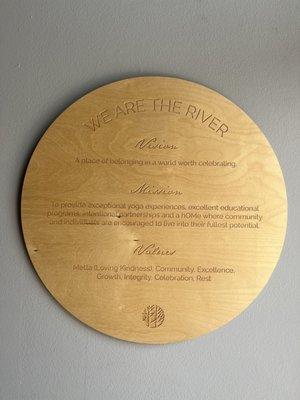 WE ARE THE RIVER
Vision
A place of belonging in a world worth celebrating.
Mission
To provide exceptional yoga experiences, excellent educational
programs, intentional partnerships and a hOMe where community
and individuals are encouraged to live into their fullest potential.
Values
Metta (Loving Kindness), Community, Excellence,
Growth, Integrity, Celebration, Rest